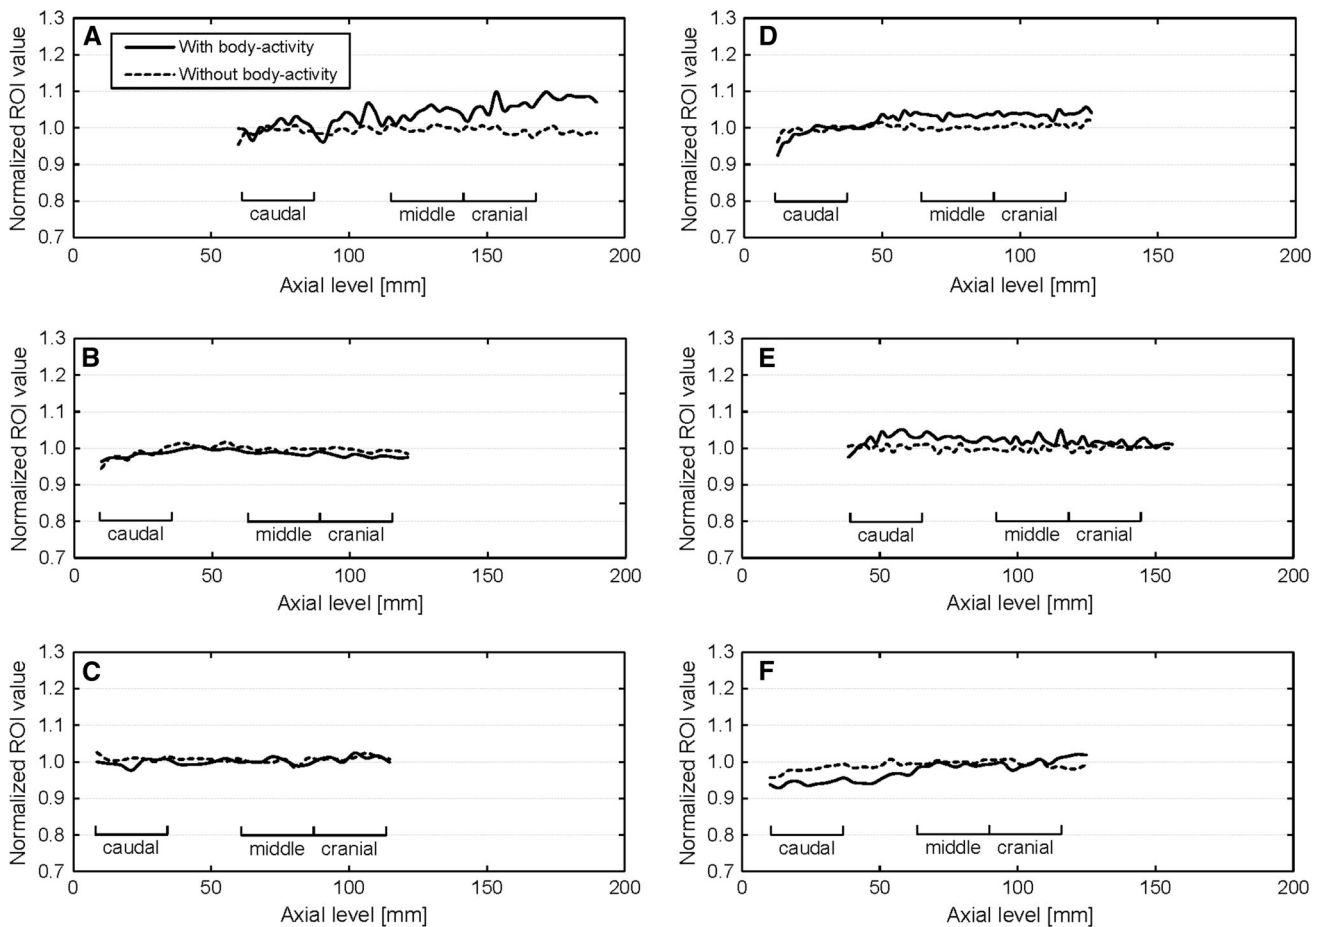 A
With body-activity
Without body-activity
Normalized ROI value
1.3
1.2
1.1
1.0
0.9
0.8
0.7
caudal
middle
cranial
0 50 100 150 200
Axial level [mm]
D
Normalized ROI value
1.3
1.2
1.1
1.0
0.9
0.8
0.7
caudal
middle
cranial
0 50 100 150 200
Axial level [mm]
B
Normalized ROI value
1.3
1.2
1.1
1.0
0.9
0.8
0.7
caudal
middle
cranial
0 50 100 150 200
Axial level [mm]
E
Normalized ROI value
1.3
1.2
1.1
1.0
0.9
0.8
0.7
caudal
middle
cranial
0 50 100 150 200
Axial level [mm]
C
Normalized ROI value
1.3
1.2
1.1
1.0
0.9
0.8
0.7
caudal
middle
cranial
0 50 100 150 200
Axial level [mm]
F
Normalized ROI value
1.3
1.2
1.1
1.0
0.9
0.8
0.7
caudal
middle
cranial
0 50 100 150 200
Axial level [mm]